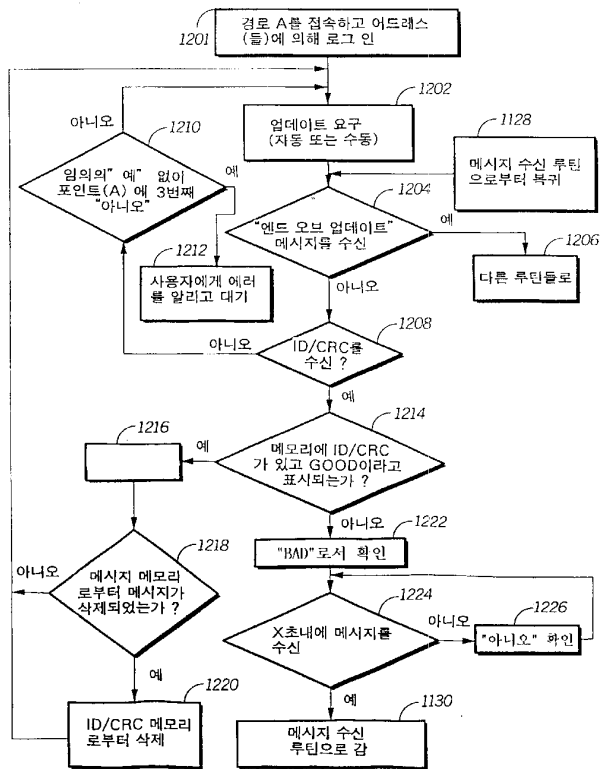 경로 A를 접속하고 어드래스
(들)에 의해 로그 인
1201
1202
업데이트 요구
(자동 또는 수동)
아니오
1210
임의의"예" 없이
포인트(A) 에 3번째
"아니오"
예
1128
메시지 수신 루틴
으로부터 복귀
1204
"엔드 오브 업데이트"
메시지를 수신
예
1206
다른 루틴들로
1212
사용자에게 에러
를 알리고 대기
아니오
1208
ID/CRC를
수신 ?
아니오
예
1214
메모리에 ID/CRC
가 있고 GOOD이라고
표시되는가 ?
예
1216
아니오
1222
"BAD"로서 확인
1218
아니오
메시지 메모리
로부터 메시지가
삭제되었는가 ?
1224
X초내에 메시지를
수신
아니오
1226
"아니오" 확인
예
1220
ID/CRC 메모리
로부터 삭제
예
1130
메시지 수신
루틴으로 감